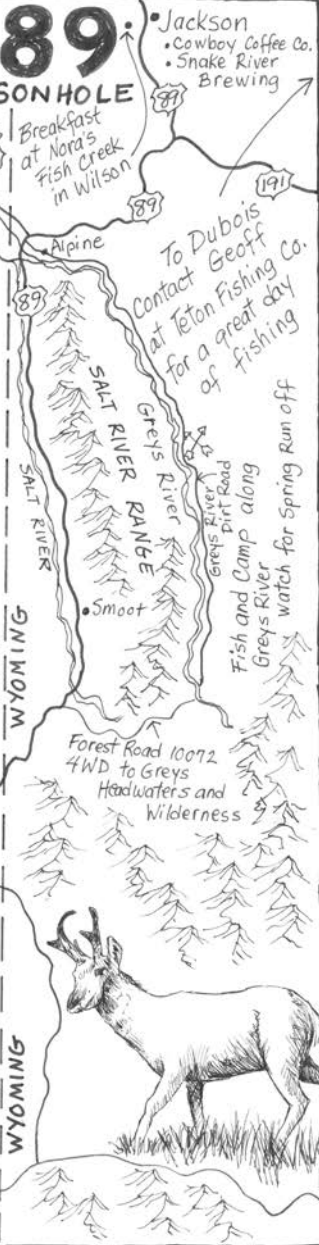 89
SON HOLE
Jackson
Cowboy Coffee Co.
Snake River
Brewing
89
Breakfast
at Nora's
Fish Creek
in Wilson
191
89
Alpine
To Dubois
Contact Geoff
at Teton Fishing Co.
for a great day
of fishing
89
SALT RIVER
RANGE
Greys River
SALT RIVER
Greys River
Dirt Road
Fish and Camp along
Greys River
watch for Spring Run off
Smoot
WYOMING
Forest Road 10072
4WD to Greys
Headwaters and
Wilderness
WYOMING